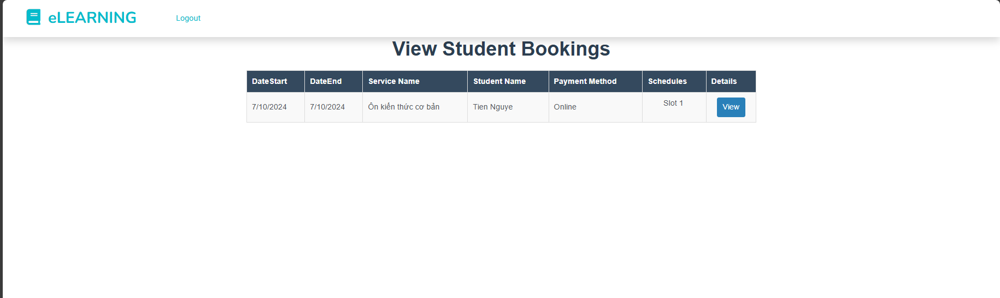 eLEARNING Logout
View Student Bookings
DateStart DateEnd Service Name Student Name Payment Method Schedules Details
7/10/2024 7/10/2024 Ôn kiến thức cơ bản Tien Nguye Online Slot 1 View